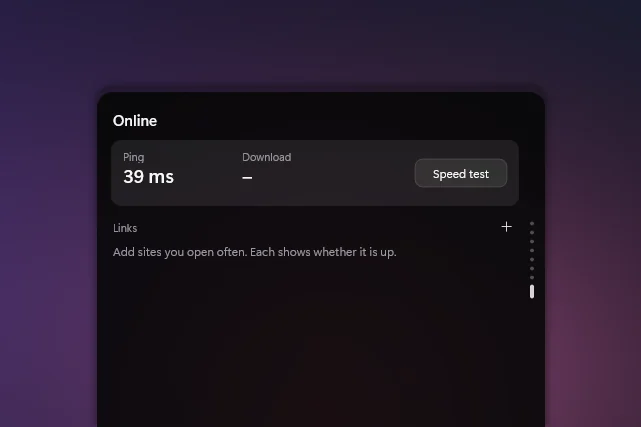 Online
Ping
Download
39 ms
–
Speed test
Links
+
Add sites you open often. Each shows whether it is up.